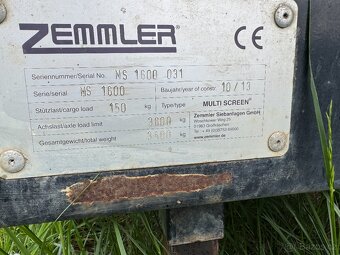 ZEMMLER CE
Seriennummer/Serial No. MS 1600 031
Serie/serial MS 1600 Baujahr/year of constr 10/13
Stützlast/cargo load 150 kg Type/type MULTI SCREEN
Achslast/axle load limit 3000 kg
Gesamtgewicht/total weight 3500 kg
Zemmler Siebanlagen GmbH
www.zemmler.de